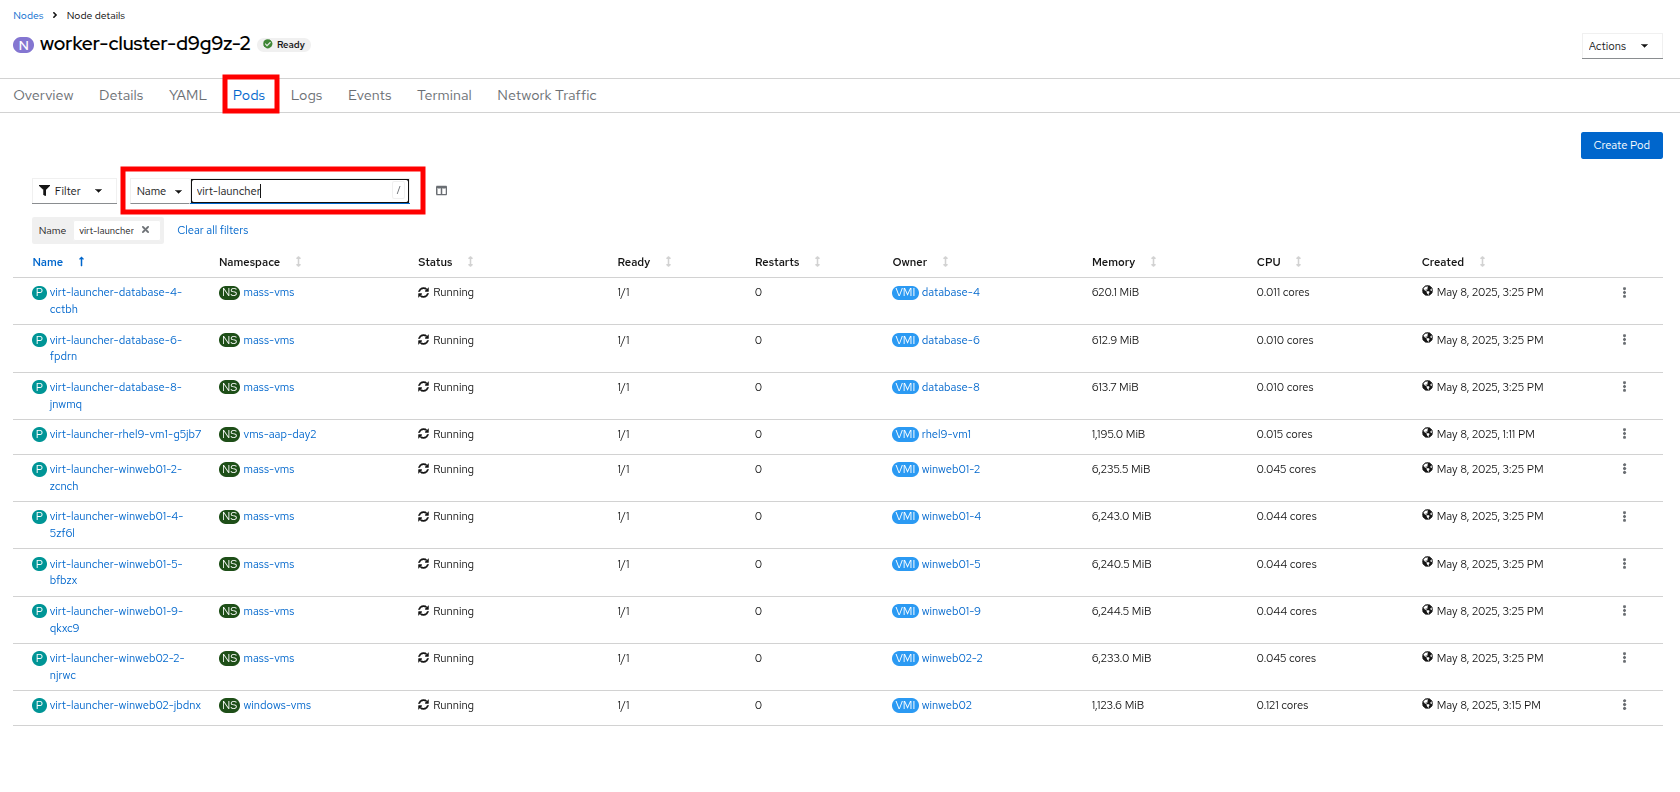 Nodes > Node details
N worker-cluster-d9g9z-2 Ready
Actions
Overview Details YAML Pods Logs Events Terminal Network Traffic
Create Pod
Filter Name virt-launcher /
Name virt-launcher × Clear all filters
Name Namespace Status Ready Restarts Owner Memory CPU Created
P virt-launcher-database-4- NS mass-vms Running 1/1 0 VMI database-4 620.1 MiB 0.011 cores May 8, 2025, 3:25 PM
cctbh
P virt-launcher-database-6- NS mass-vms Running 1/1 0 VMI database-6 612.9 MiB 0.010 cores May 8, 2025, 3:25 PM
fpdrn
P virt-launcher-database-8- NS mass-vms Running 1/1 0 VMI database-8 613.7 MiB 0.010 cores May 8, 2025, 3:25 PM
jnwmq
P virt-launcher-rhel9-vm1-g5jb7 NS vms-aap-day2 Running 1/1 0 VMI rhel9-vm1 1,195.0 MiB 0.015 cores May 8, 2025, 1:11 PM
P virt-launcher-winweb01-2- NS mass-vms Running 1/1 0 VMI winweb01-2 6,235.5 MiB 0.045 cores May 8, 2025, 3:25 PM
zcnch
P virt-launcher-winweb01-4- NS mass-vms Running 1/1 0 VMI winweb01-4 6,243.0 MiB 0.044 cores May 8, 2025, 3:25 PM
5zf6l
P virt-launcher-winweb01-5- NS mass-vms Running 1/1 0 VMI winweb01-5 6,240.5 MiB 0.044 cores May 8, 2025, 3:25 PM
bfbzx
P virt-launcher-winweb01-9- NS mass-vms Running 1/1 0 VMI winweb01-9 6,244.5 MiB 0.044 cores May 8, 2025, 3:25 PM
qkxc9
P virt-launcher-winweb02-2- NS mass-vms Running 1/1 0 VMI winweb02-2 6,233.0 MiB 0.045 cores May 8, 2025, 3:25 PM
njrwc
P virt-launcher-winweb02-jbdnx NS windows-vms Running 1/1 0 VMI winweb02 1,123.6 MiB 0.121 cores May 8, 2025, 3:15 PM